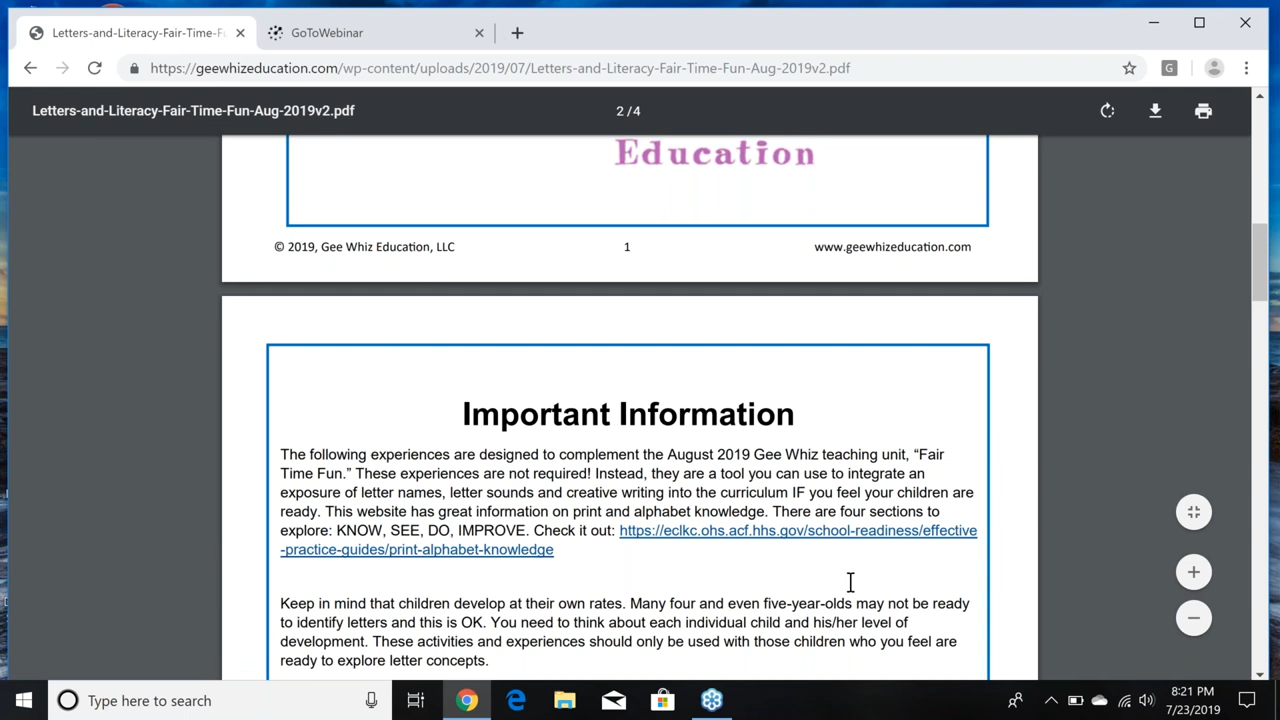 Letters-and-Literacy-Fair-Time-F
GoToWebinar
https://geewhizeducation.com/wp-content/uploads/2019/07/Letters-and-Literacy-Fair-Time-Fun-Aug-2019v2.pdf
G
Letters-and-Literacy-Fair-Time-Fun-Aug-2019v2.pdf
2 / 4
Education
© 2019, Gee Whiz Education, LLC
1
www.geewhizeducation.com
Important Information
The following experiences are designed to complement the August 2019 Gee Whiz teaching unit, “Fair
Time Fun.” These experiences are not required! Instead, they are a tool you can use to integrate an
exposure of letter names, letter sounds and creative writing into the curriculum IF you feel your children are
ready. This website has great information on print and alphabet knowledge. There are four sections to
explore: KNOW, SEE, DO, IMPROVE. Check it out: https://eclkc.ohs.acf.hhs.gov/school-readiness/effective
-practice-guides/print-alphabet-knowledge
Keep in mind that children develop at their own rates. Many four and even five-year-olds may not be ready
to identify letters and this is OK. You need to think about each individual child and his/her level of
development. These activities and experiences should only be used with those children who you feel are
ready to explore letter concepts.
Type here to search
8:21 PM
7/23/2019